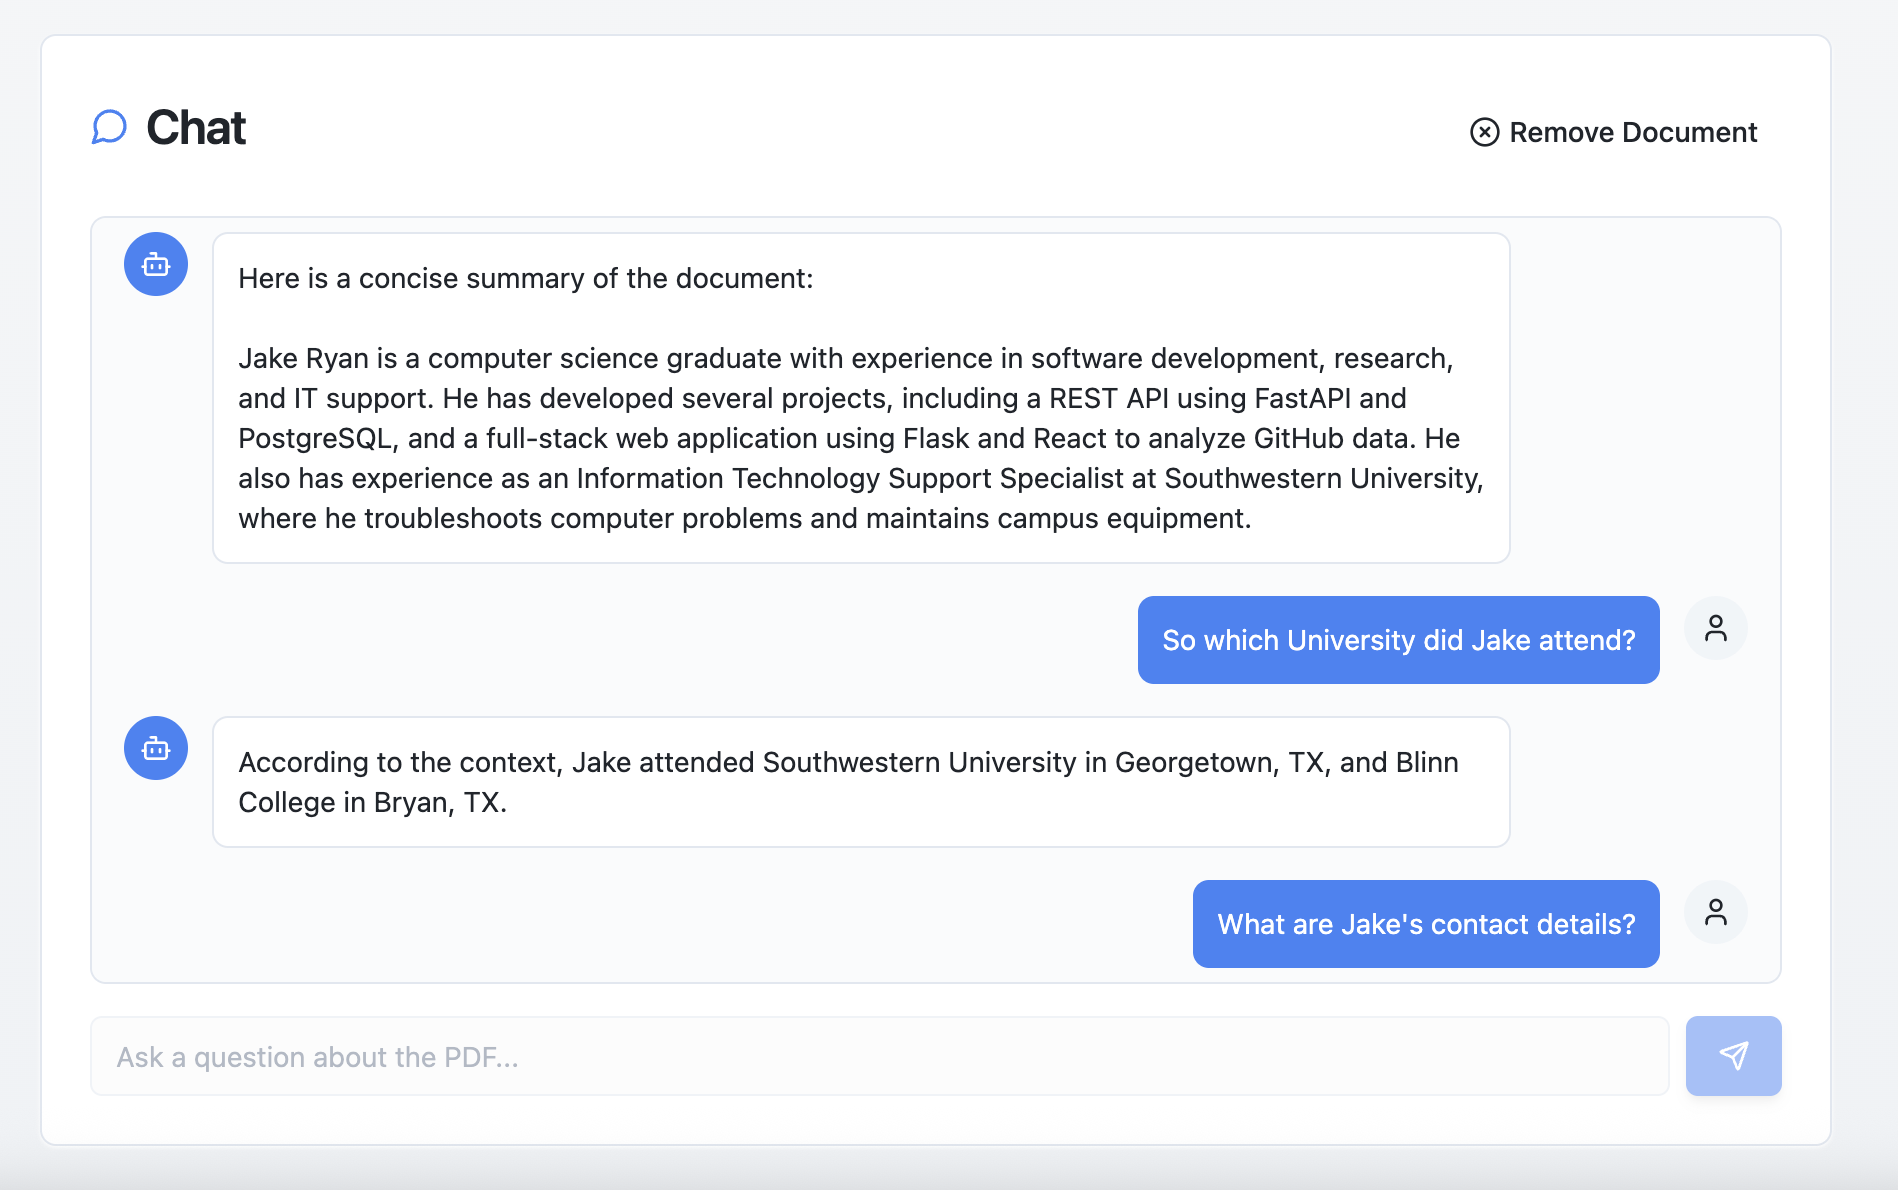 Chat
Remove Document
Here is a concise summary of the document:
Jake Ryan is a computer science graduate with experience in software development, research,
and IT support. He has developed several projects, including a REST API using FastAPI and
PostgreSQL, and a full-stack web application using Flask and React to analyze GitHub data. He
also has experience as an Information Technology Support Specialist at Southwestern University,
where he troubleshoots computer problems and maintains campus equipment.
So which University did Jake attend?
According to the context, Jake attended Southwestern University in Georgetown, TX, and Blinn
College in Bryan, TX.
What are Jake's contact details?
Ask a question about the PDF...